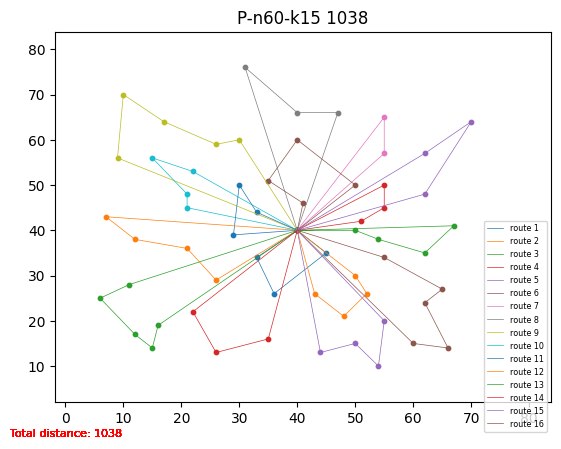 P-n60-k15 1038
80
70
60
50
40
30
20
10
0 10 20 30 40 50 60 70 80
route 1
route 2
route 3
route 4
route 5
route 6
route 7
route 8
route 9
route 10
route 11
route 12
route 13
route 14
route 15
route 16
Total distance: 1038